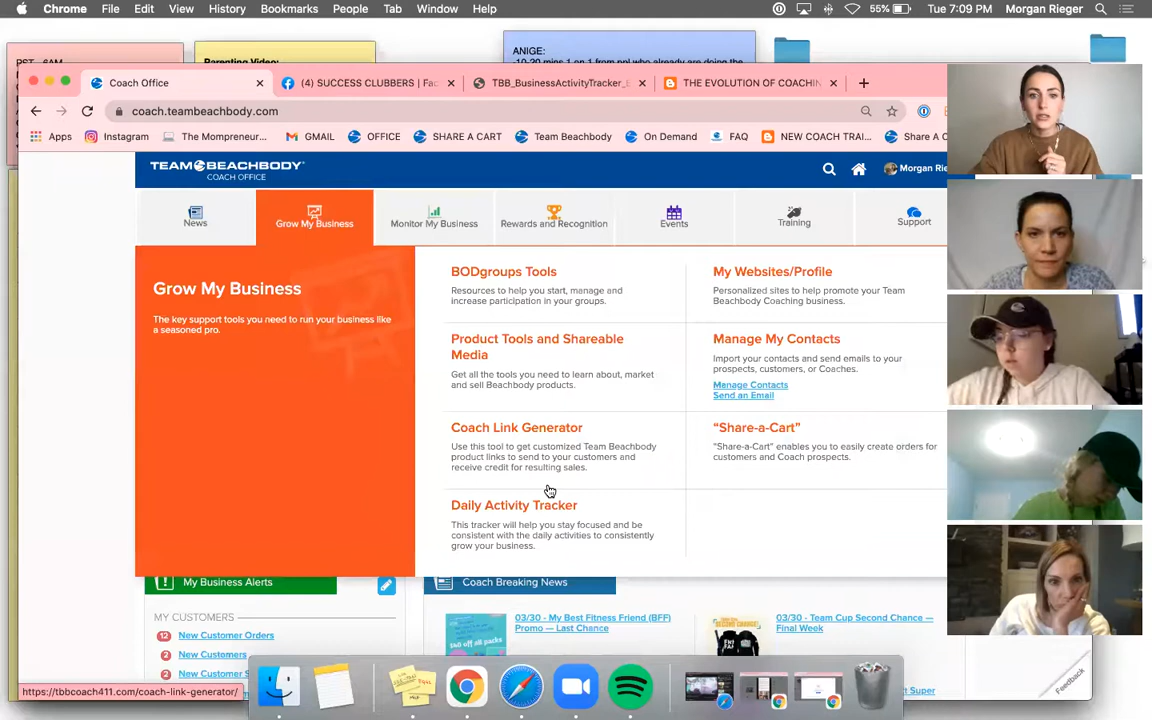 Chrome File Edit View History Bookmarks People Tab Window Help 55% Tue 7:09 PM Morgan Rieger
ANIGE:
Parenting Video:
Coach Office
(4) SUCCESS CLUBBERS | Fac
TBB_BusinessActivityTracker_
THE EVOLUTION OF COACHIN
coach.teambeachbody.com
Apps Instagram The Mompreneur... GMAIL OFFICE SHARE A CART Team Beachbody On Demand FAQ NEW COACH TRAI... Share A C
TEAM BEACHBODY
COACH OFFICE
Morgan Rie
News
Grow My Business
Monitor My Business
Rewards and Recognition
Events
Training
Support
Grow My Business
The key support tools you need to run your business like
a seasoned pro.
BODgroups Tools
Resources to help you start, manage and
increase participation in your groups.
My Websites/Profile
Personalized sites to help promote your Team
Beachbody Coaching business.
Product Tools and Shareable
Media
Get all the tools you need to learn about, market
and sell Beachbody products.
Manage My Contacts
Import your contacts and send emails to your
prospects, customers, or Coaches.
Manage Contacts
Send an Email
Coach Link Generator
Use this tool to get customized Team Beachbody
product links to send to your customers and
receive credit for resulting sales.
"Share-a-Cart"
"Share-a-Cart" enables you to easily create orders for
customers and Coach prospects.
Daily Activity Tracker
This tracker will help you stay focused and be
consistent with the daily activities to consistently
grow your business.
My Business Alerts
Coach Breaking News
MY CUSTOMERS
12 New Customer Orders
2 New Customers
2 New Customer S
03/30 - My Best Fitness Friend (BFF)
Promo — Last Chance
03/30 - Team Cup Second Chance —
Final Week
Super
Feedback
https://tbbcoach411.com/coach-link-generator/